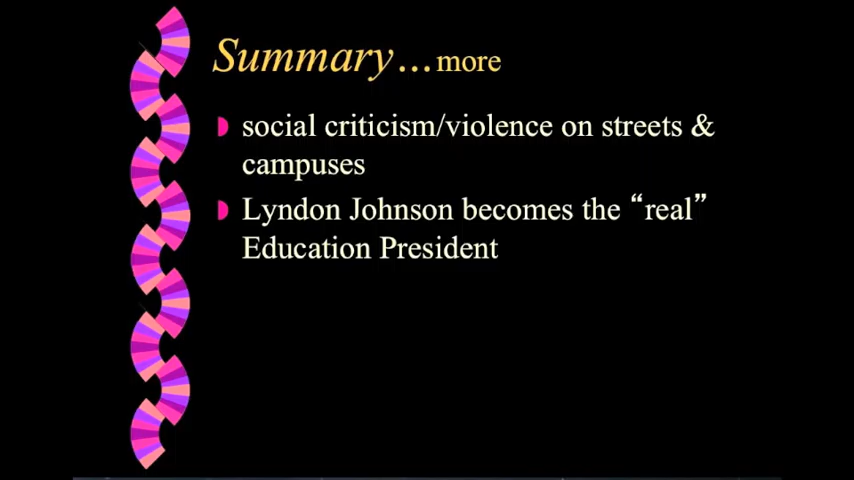 Summary...more
social criticism/violence on streets &
campuses
Lyndon Johnson becomes the “real”
Education President